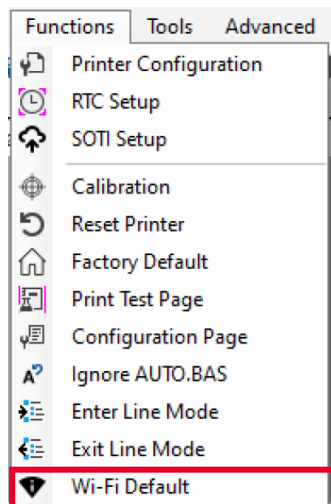 Functions Tools Advanced
Printer Configuration
RTC Setup
SOTI Setup
Calibration
Reset Printer
Factory Default
Print Test Page
Configuration Page
Ignore AUTO.BAS
Enter Line Mode
Exit Line Mode
Wi-Fi Default